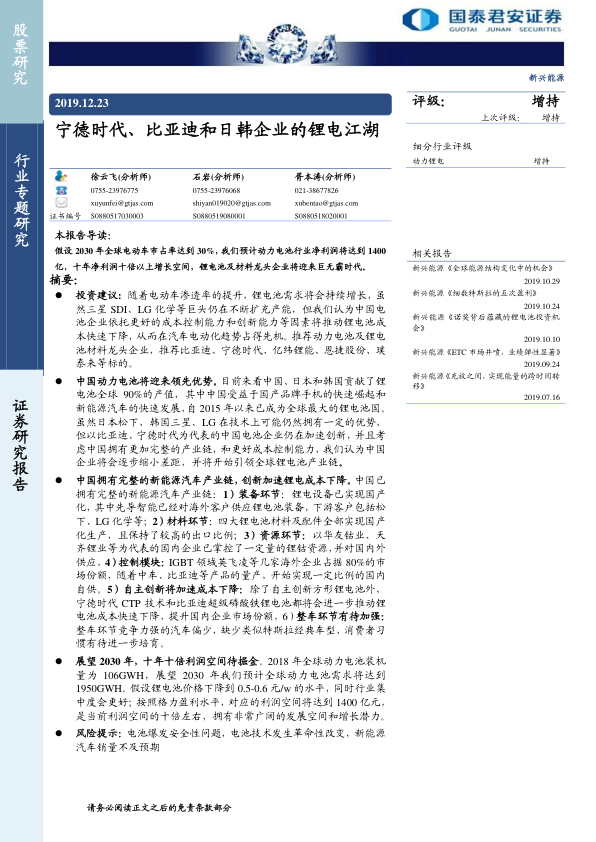 股票研究
行业专题研究
证券研究报告
国泰君安证券
GUOTAI JUNAN SECURITIES
新兴能源
2019.12.23
宁德时代、比亚迪和日韩企业的锂电江湖
徐云飞(分析师) 石岩(分析师) 胥本涛(分析师)
0755-23976775 0755-23976068 021-38677826
xuyunfei@gtjas.com shiyan019020@gtjas.com xubentao@gtjas.com
证书编号 S0880517030003 S0880519080001 S0880518020001
本报告导读:
假设 2030 年全球电动车市占率达到 30%,我们预计动力电池行业净利润将达到 1400
亿,十年净利润十倍以上增长空间,锂电池及材料龙头企业将迎来巨无霸时代。
摘要:
● 投资建议:随着电动车渗透率的提升,锂电池需求将会持续增长,虽
然三星 SDI、LG 化学等巨头仍在不断扩充产能,但我们认为中国电
池企业依托更好的成本控制能力和创新能力等因素将推动锂电池成
本快速下降,从而在汽车电动化趋势占得先机。推荐动力电池及锂电
池材料龙头企业,推荐比亚迪、宁德时代、亿纬锂能、恩捷股份、璞
泰来等标的。
● 中国动力电池将迎来领先优势。目前来看中国、日本和韩国贡献了锂
电池全球 90%的产值,其中中国受益于国产品牌手机的快速崛起和
新能源汽车的快速发展,自 2015 年以来已成为全球最大的锂电池国。
虽然日本松下、韩国三星、LG 在技术上可能仍然拥有一定的优势,
但以比亚迪、宁德时代为代表的中国电池企业仍在加速创新,并且考
虑中国拥有更加完整的产业链,和更好成本控制能力,我们认为中国
企业将会逐步缩小差距,并将开始引领全球锂电池产业链。
● 中国拥有完整的新能源汽车产业链,创新加速锂电成本下降。中国已
拥有完整的新能源汽车产业链:1)装备环节:锂电设备已实现国产
化,其中先导智能已经对海外客户供应锂电池装备,下游客户包括松
下、LG 化学等;2)材料环节:四大锂电池材料及配件全部实现国产
化生产,且保持了较高的出口比例;3)资源环节:以华友钴业、天
齐锂业等为代表的国内企业已掌控了一定量的锂钴资源,并对国内外
供应,4)控制模块:IGBT 领域英飞凌等几家海外企业占据 80%的市
场份额,随着中车、比亚迪等产品的量产,开始实现一定比例的国内
自供。5)自主创新将加速成本下降:除了自主创新方形锂电池外,
宁德时代 CTP 技术和比亚迪超级磷酸铁锂电池都将会进一步推动锂
电池成本快速下降,提升国内企业市场份额,6)整车环节有待加强:
整车环节竞争力强的汽车偏少,缺少类似特斯拉经典车型,消费者习
惯有待进一步培育。
● 展望 2030 年,十年十倍利润空间待掘金。2018 年全球动力电池装机
量为 106GWH,展望 2030 年我们预计全球动力电池需求将达到
1950GWH。假设锂电池价格下降到 0.5-0.6 元/w 的水平,同时行业集
中度会更好;按照格力盈利水平,对应的利润空间将达到 1400 亿元,
是当前利润空间的十倍左右,拥有非常广阔的发展空间和增长潜力。
● 风险提示:电池爆发安全性问题,电池技术发生革命性改变,新能源
汽车销量不及预期
评级: 增持
上次评级: 增持
细分行业评级
动力锂电 增持
相关报告
新兴能源《全球能源结构变化中的机会》
2019.10.29
新兴能源《细数特斯拉的五次盈利》
2019.10.24
新兴能源《诺奖背后蕴藏的锂电池投资机
会》
2019.10.10
新兴能源《ETC 市场井喷,业绩弹性显著》
2019.09.24
新兴能源《充放之间,实现能量的跨时间转
移》
2019.07.16
请务必阅读正文之后的免责条款部分